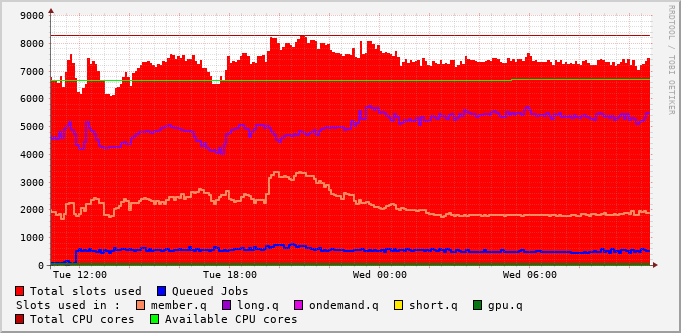 9000
8000
7000
6000
5000
4000
3000
2000
1000
0
Tue 12:00 Tue 18:00 Wed 00:00 Wed 06:00
RRDTOOL / TOBI OETIKER
Total slots used Queued Jobs
Slots used in : member.q long.q ondemand.q short.q gpu.q
Total CPU cores Available CPU cores